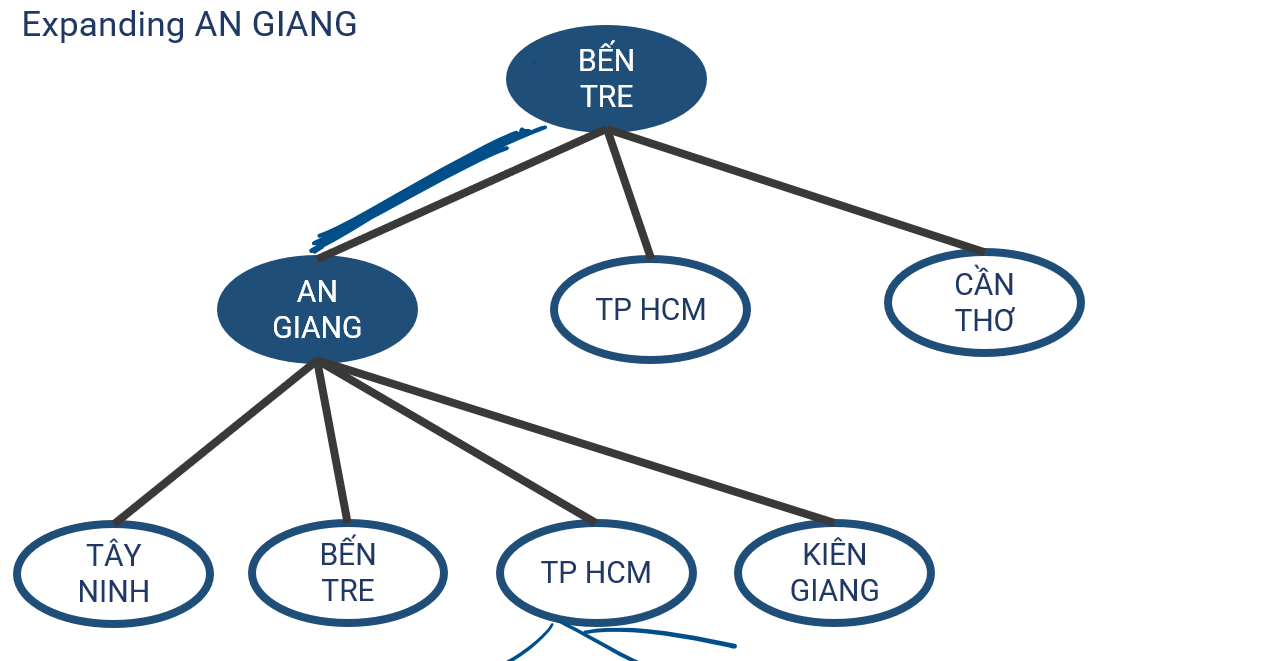 Expanding AN GIANG
BẾN
TRE
AN
GIANG
TP HCM
CẦN
THƠ
TÂY
NINH
BẾN
TRE
TP HCM
KIÊN
GIANG